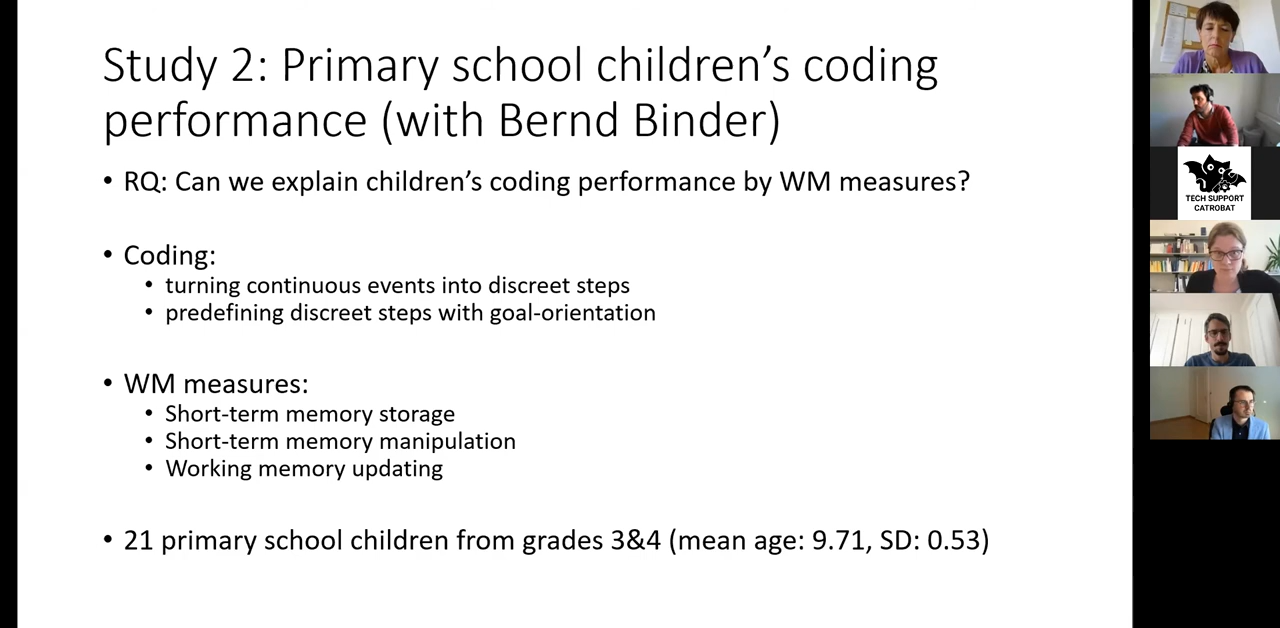 Study 2: Primary school children’s coding
performance (with Bernd Binder)
• RQ: Can we explain children’s coding performance by WM measures?
• Coding:
• turning continuous events into discreet steps
• predefining discreet steps with goal-orientation
• WM measures:
• Short-term memory storage
• Short-term memory manipulation
• Working memory updating
• 21 primary school children from grades 3&4 (mean age: 9.71, SD: 0.53)
TECH SUPPORT
CATROBAT